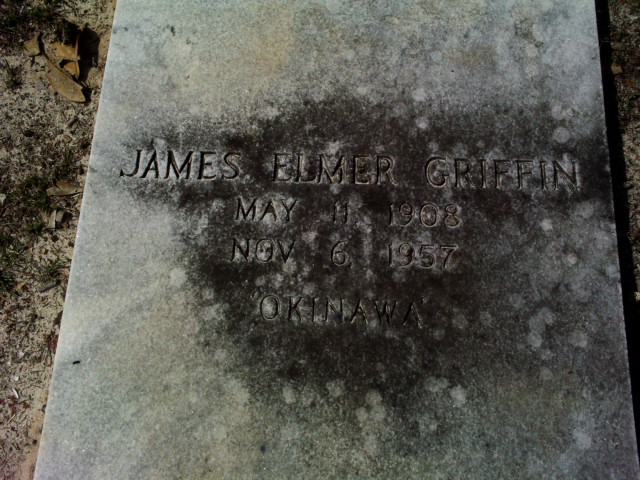 JAMES ELMER GRIFFIN
MAY 11, 1908
NOV 6, 1957
"OKINAWA"